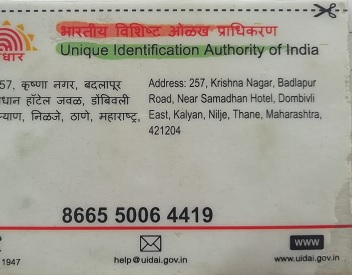 भारतीय विशिष्ट ओळख प्राधिकरण
Unique Identification Authority of India
धार
57, कृष्णा नगर, बदलापूर
धान हॉटेल जवळ, डोंबिवली
याण, निळजे, ठाणे, महाराष्ट्र,
Address: 257, Krishna Nagar, Badlapur
Road, Near Samadhan Hotel, Dombivli
East, Kalyan, Nilje, Thane, Maharashtra,
421204
8665 5006 4419
1947
help@uidai.gov.in
www
www.uidai.gov.in